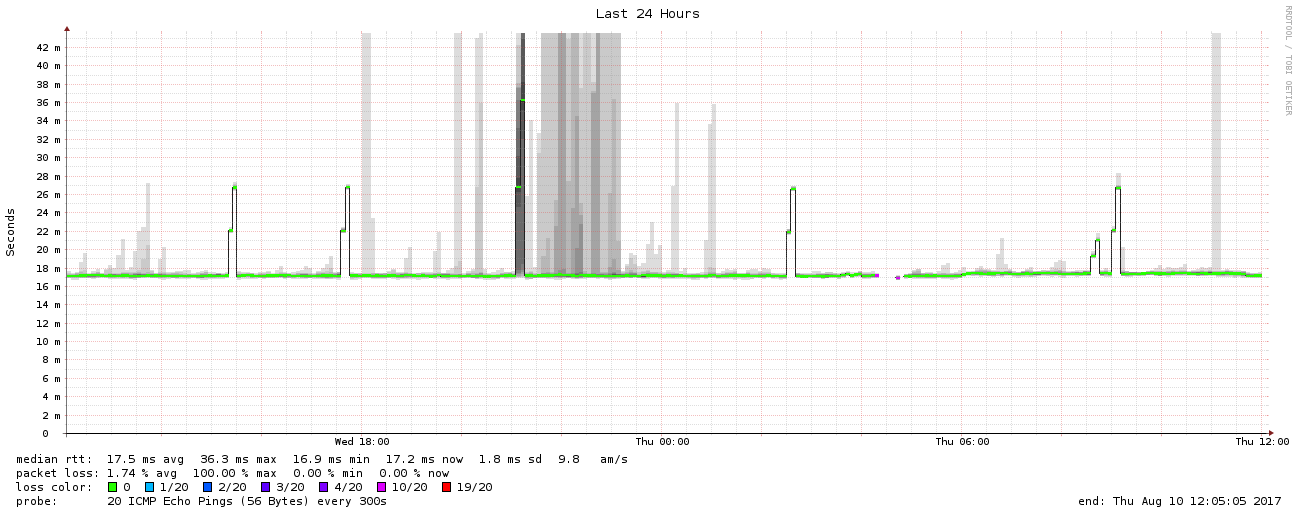 Last 24 Hours
RRDTOOL / TOBI OETIKER
Seconds
42 m
40 m
38 m
36 m
34 m
32 m
30 m
28 m
26 m
24 m
22 m
20 m
18 m
16 m
14 m
12 m
10 m
8 m
6 m
4 m
2 m
0
Wed 18:00 Thu 00:00 Thu 06:00 Thu 12:00
median rtt: 17.5 ms avg 36.3 ms max 16.9 ms min 17.2 ms now 1.8 ms sd 9.8 am/s
packet loss: 1.74 % avg 100.00 % max 0.00 % min 0.00 % now
loss color: 0 1/20 2/20 3/20 4/20 10/20 19/20
probe: 20 ICMP Echo Pings (56 Bytes) every 300s end: Thu Aug 10 12:05:05 2017